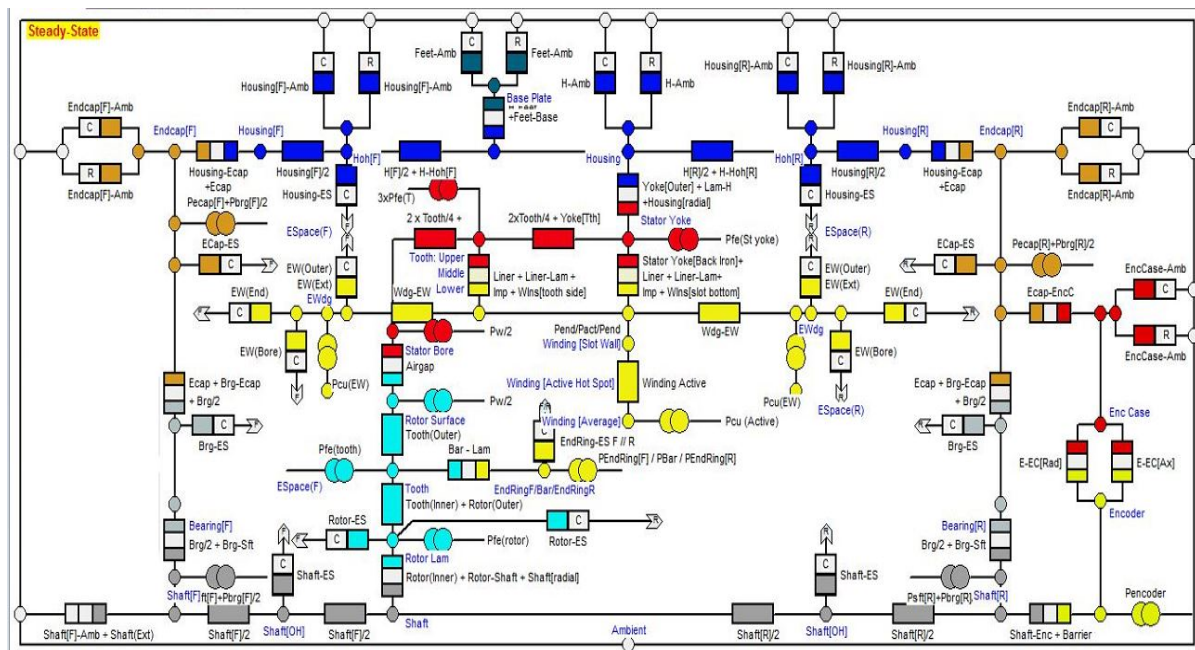 Steady-State
Feet-Amb
Feet-Amb
Housing[F]-Amb
Housing[F]-Amb
H-Amb
H-Amb
Housing[R]-Amb
Housing[R]-Amb
Base Plate
+Feet-Base
Endcap[F]-Amb
Endcap[F]-Amb
Endcap[F]
Housing[F]
Housing-Ecap
+Ecap
Housing[F]/2
Hoh[F]
H[F]/2 + H-Hoh[F]
Housing
H[R]/2 + H-Hoh[R]
Hoh[R]
Housing[R]/2
Housing[R]
Housing-Ecap
+Ecap
Endcap[R]
Endcap[R]-Amb
Endcap[R]-Amb
Housing-ES
3xPfe(T)
Yoke[Outer] + Lam-H
+Housing[radial]
Stator Yoke
Housing-ES
Pecap[F]+Pbrg[F]/2
ESpace(F)
2 x Tooth/4 +
2xTooth/4 + Yoke[Tth]
Pfe(St yoke)
ESpace(R)
Pecap[R]+Pbrg[R]/2
ECap-ES
EW(Outer)
EW(Ext)
EWdg
Tooth: Upper
Middle
Lower
Liner + Liner-Lam+
Imp + Wlns[tooth side]
Stator Yoke[Back Iron]+
Liner + Liner-Lam+
Imp + Wlns[slot bottom]
EW(Outer)
EW(Ext)
ECap-ES
EncCase-Amb
EncCase-Amb
EW(End)
Wdg-EW
Wdg-EW
EWdg
EW(End)
Ecap-EncC
EW(Bore)
Pcu(EW)
Pw/2
Stator Bore
Airgap
Pend/Pact/Pend
Winding [Slot Wall]
Pcu(EW)
EW(Bore)
ESpace(R)
Ecap + Brg-Ecap
+ Brg/2
Winding [Active Hot Spot]
Winding Active
Ecap + Brg-Ecap
+ Brg/2
Pw/2
Rotor Surface
Tooth(Outer)
Winding [Average]
Pcu (Active)
Enc Case
Brg-ES
Brg-ES
Pfe(tooth)
Bar - Lam
EndRing-ES F // R
PEndRing[F] / PBar / PEndRing[R]
E-EC[Rad]
E-EC[Ax]
ESpace(F)
EndRingF/Bar/EndRingR
Tooth
Tooth(Inner) + Rotor(Outer)
Encoder
Bearing[F]
Brg/2 + Brg-Sft
Rotor-ES
Pfe(rotor)
Rotor-ES
Bearing[R]
Brg/2 + Brg-Sft
Rotor Lam
Rotor(Inner) + Rotor-Shaft + Shaft[radial]
Shaft-ES
Shaft-ES
Shaft[F]
ft[F]+Pbrg[F]/2
Psft[R]+Pbrg[R]
Shaft[R]
Pencoder
Shaft[F]-Amb + Shaft(Ext)
Shaft[F]/2
Shaft[OH]
Shaft[F]/2
Shaft
Ambient
Shaft[R]/2
Shaft[OH]
Shaft[R]/2
Shaft-Enc + Barrier